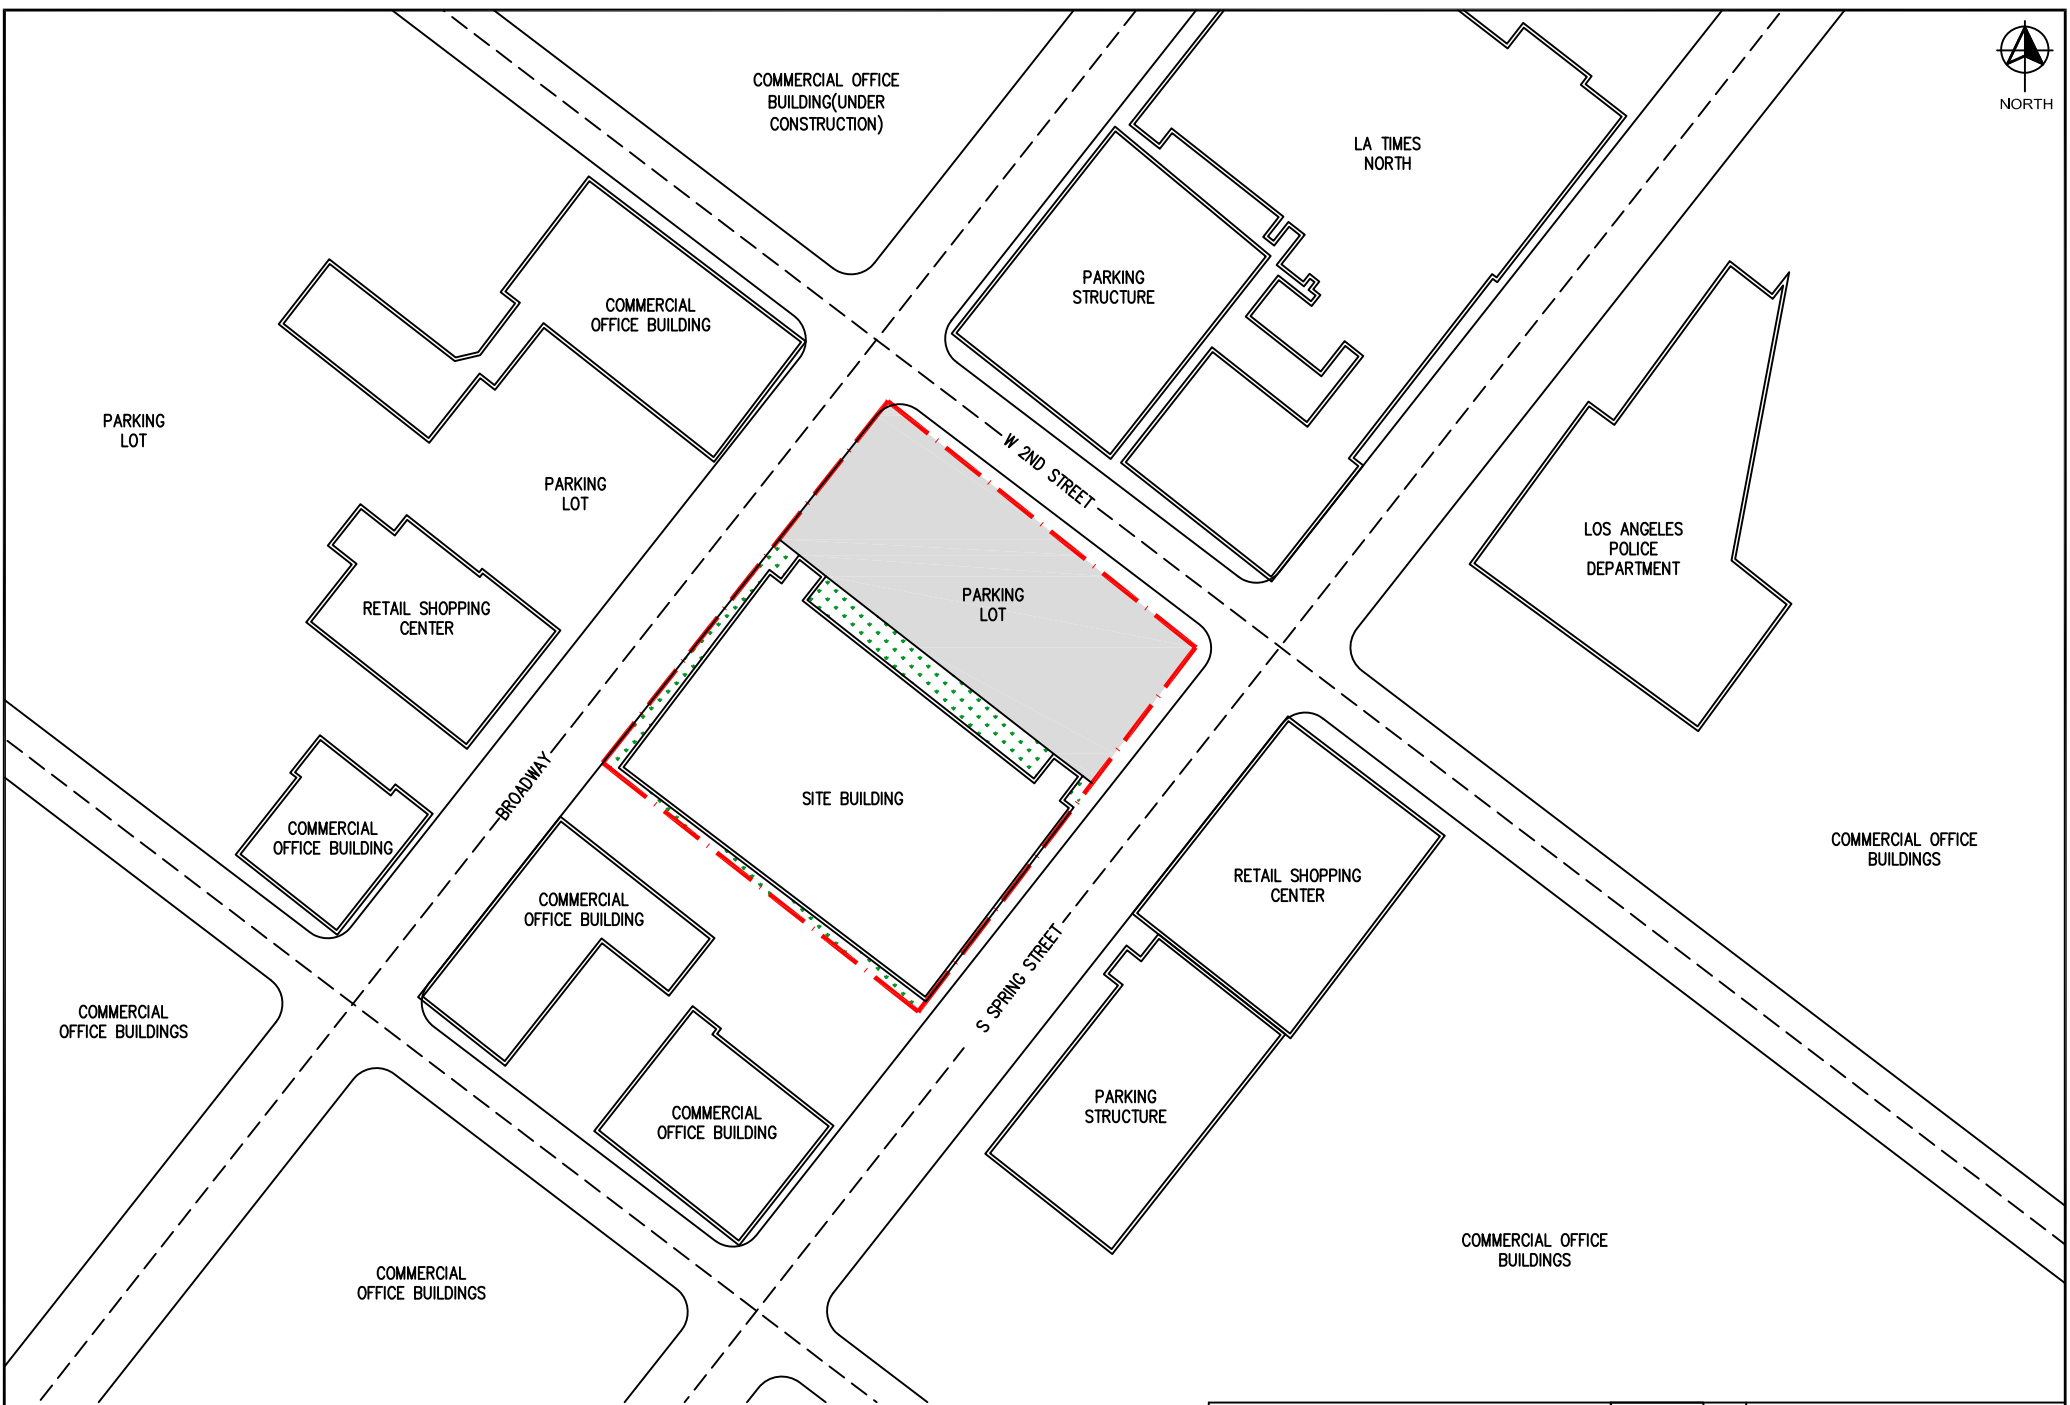 COMMERCIAL OFFICE
BUILDING(UNDER
CONSTRUCTION)
NORTH
LA TIMES
NORTH
PARKING
STRUCTURE
COMMERCIAL
OFFICE BUILDING
PARKING
LOT
PARKING
LOT
W 2ND STREET
LOS ANGELES
POLICE
DEPARTMENT
RETAIL SHOPPING
CENTER
PARKING
LOT
BROADWAY
SITE BUILDING
COMMERCIAL
OFFICE BUILDING
COMMERCIAL OFFICE
BUILDINGS
RETAIL SHOPPING
CENTER
COMMERCIAL
OFFICE BUILDING
S SPRING STREET
COMMERCIAL
OFFICE BUILDINGS
PARKING
STRUCTURE
COMMERCIAL
OFFICE BUILDING
COMMERCIAL OFFICE
BUILDINGS
COMMERCIAL
OFFICE BUILDINGS